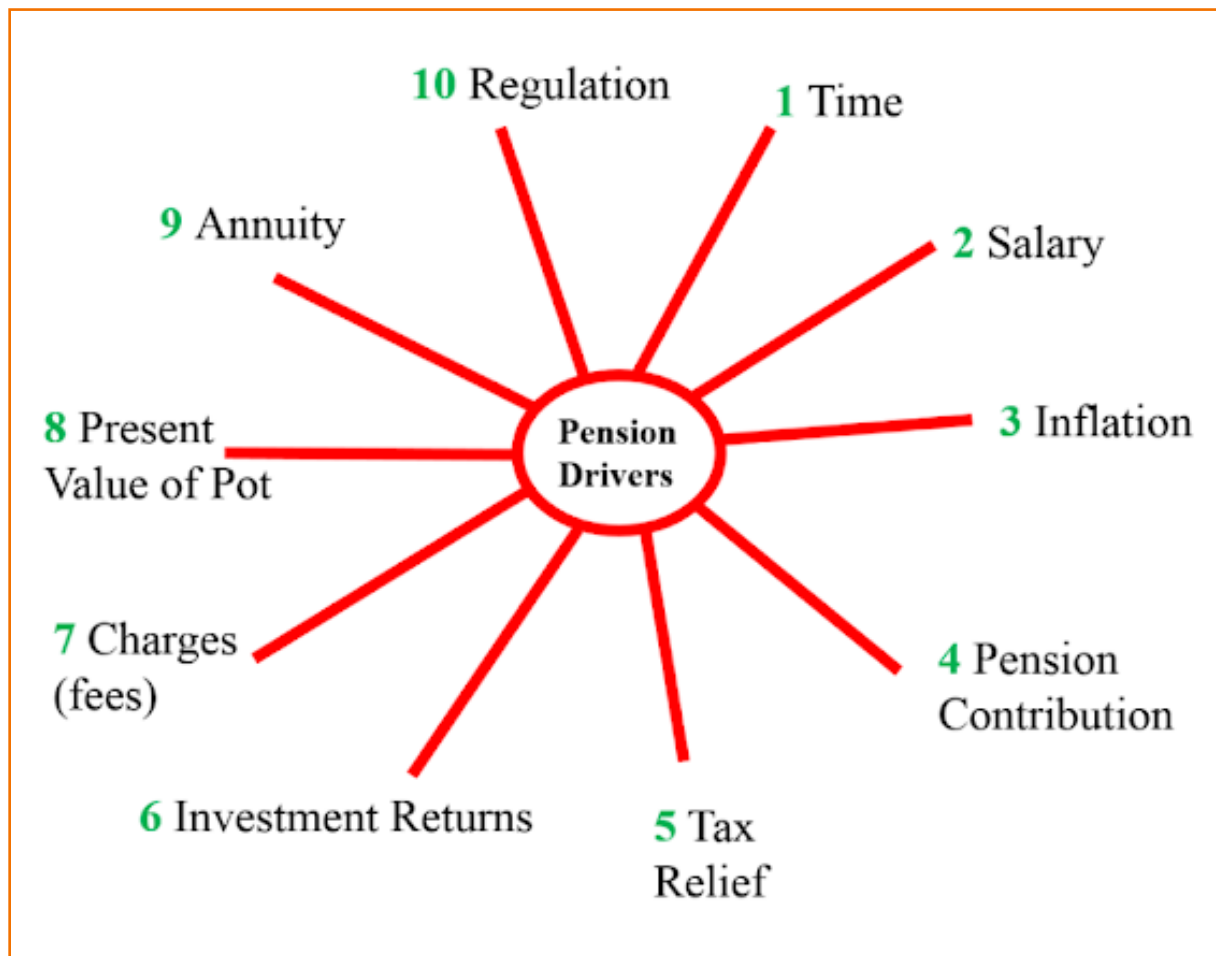 10 Regulation
1 Time
9 Annuity
2 Salary
3 Inflation
Pension
Drivers
8 Present
Value of Pot
7 Charges
(fees)
4 Pension
Contribution
6 Investment Returns
5 Tax
Relief